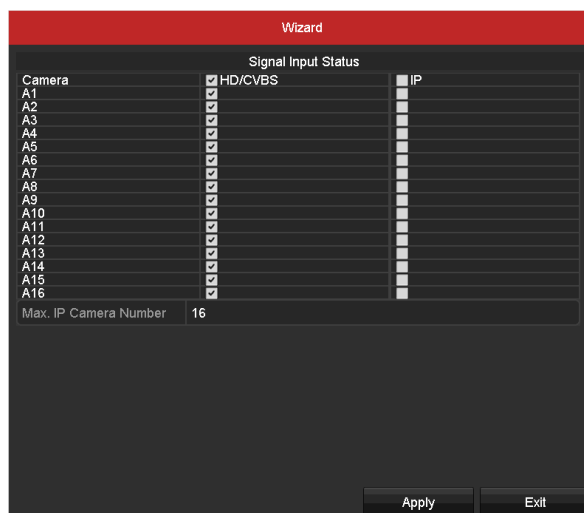 Wizard
Signal Input Status
Camera HD/CVBS IP
A1
A2
A3
A4
A5
A6
A7
A8
A9
A10
A11
A12
A13
A14
A15
A16
Max. IP Camera Number 16
Apply Exit